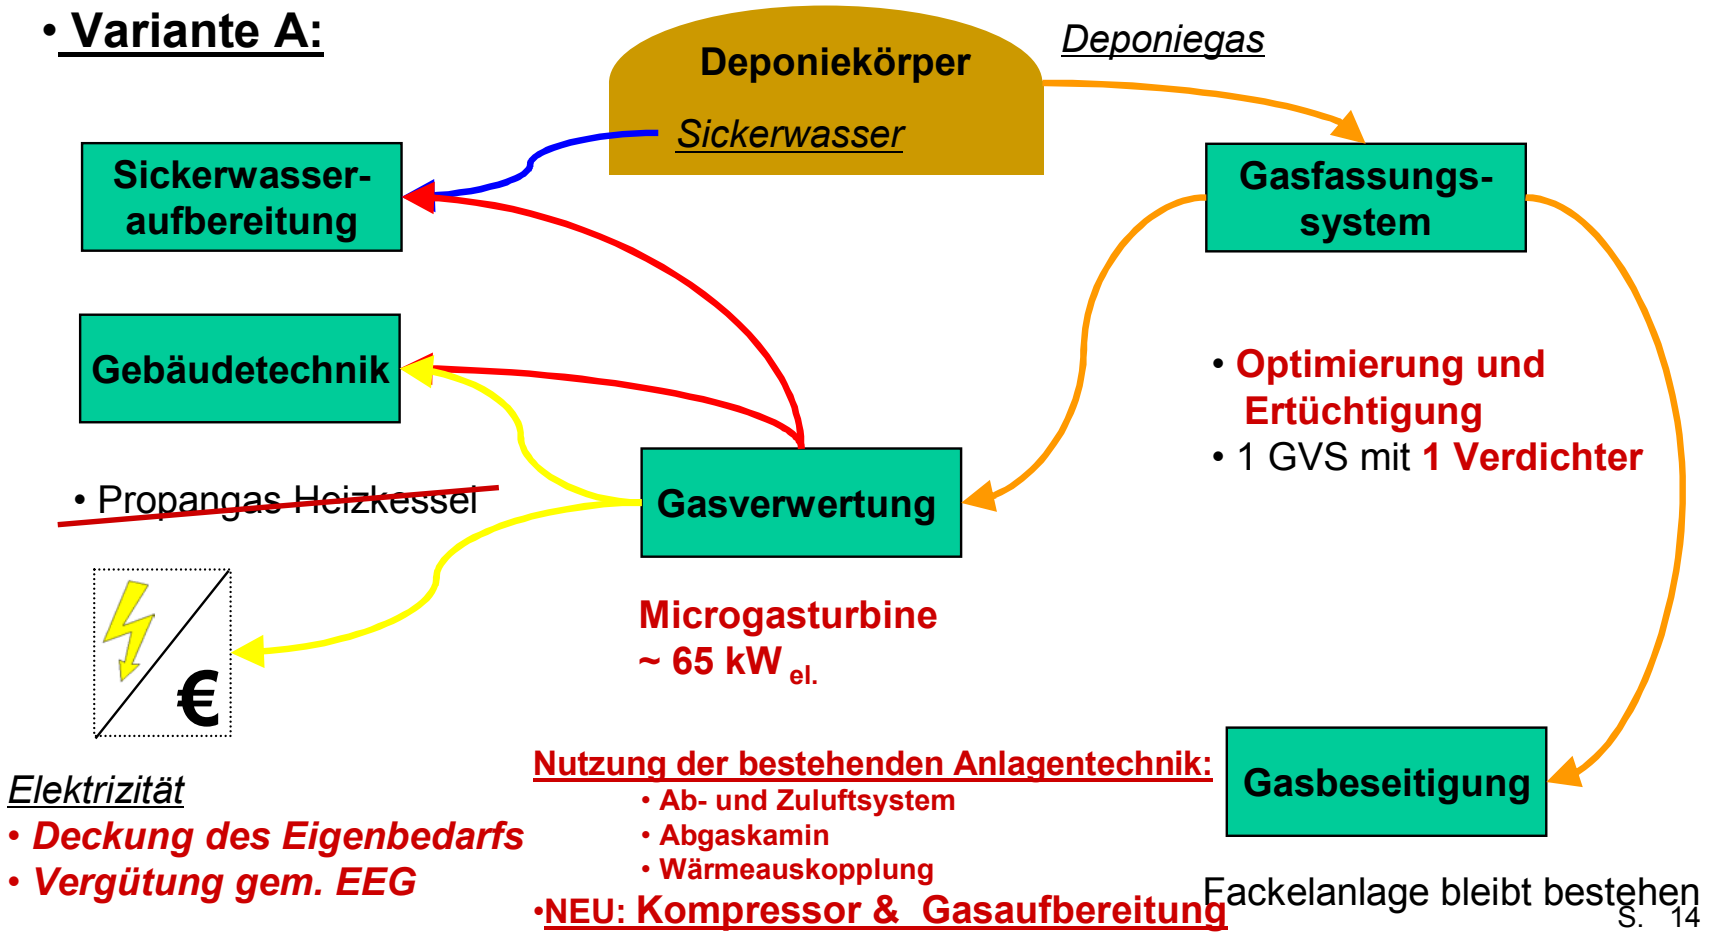 • Variante A:
Deponiekörper
Deponiegas
Sickerwasser
Sickerwasser-
aufbereitung
Gasfassungs-
system
Gebäudetechnik
• Optimierung und
Ertüchtigung
• 1 GVS mit 1 Verdichter
• Propangas Heizkessel
Gasverwertung
Microgasturbine
~ 65 kW el.
€
Nutzung der bestehenden Anlagentechnik:
• Ab- und Zuluftsystem
• Abgaskamin
• Wärmeauskopplung
•NEU: Kompressor & Gasaufbereitung
Gasbeseitigung
Elektrizität
• Deckung des Eigenbedarfs
• Vergütung gem. EEG
Fackelanlage bleibt bestehen
S. 14